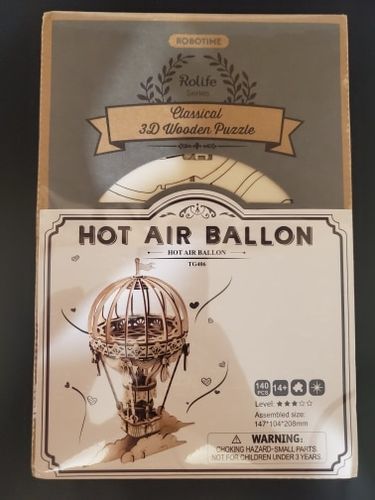 ROBOTIME
Rolife
Series
Classical
3D Wooden Puzzle
HOT AIR BALLON
HOT AIR BALLON
TG406
140
PCS
14+
Level: ★★★☆☆
Assembled size:
147*104*208mm
WARNING:
CHOKING HAZARD-SMALL PARTS.
NOT FOR CHILDREN UNDER 3 YEARS.